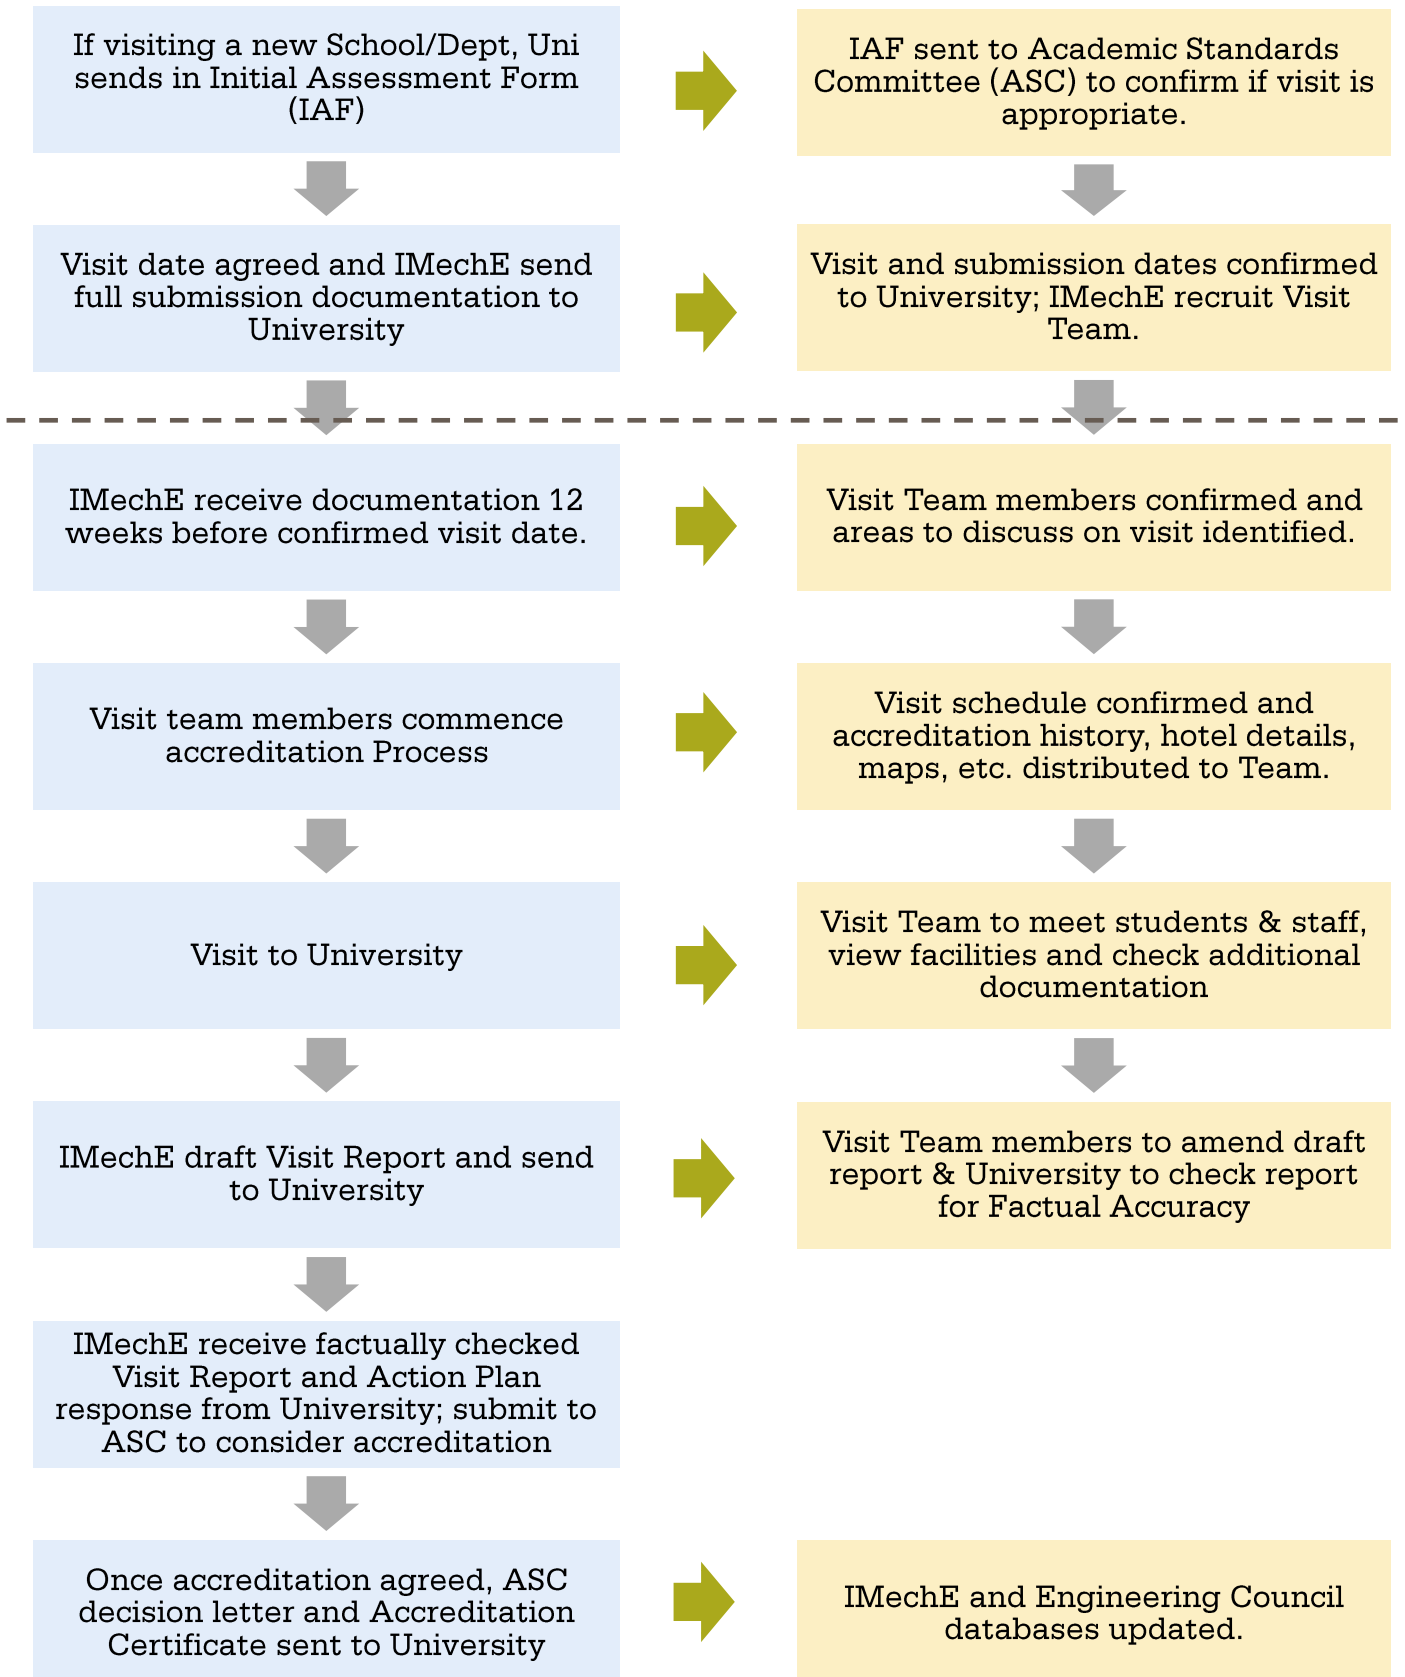 If visiting a new School/Dept, Uni
sends in Initial Assessment Form
(IAF)
IAF sent to Academic Standards
Committee (ASC) to confirm if visit is
appropriate.
Visit date agreed and IMechE send
full submission documentation to
University
Visit and submission dates confirmed
to University; IMechE recruit Visit
Team.
IMechE receive documentation 12
weeks before confirmed visit date.
Visit Team members confirmed and
areas to discuss on visit identified.
Visit team members commence
accreditation Process
Visit schedule confirmed and
accreditation history, hotel details,
maps, etc. distributed to Team.
Visit to University
Visit Team to meet students & staff,
view facilities and check additional
documentation
IMechE draft Visit Report and send
to University
Visit Team members to amend draft
report & University to check report
for Factual Accuracy
IMechE receive factually checked
Visit Report and Action Plan
response from University; submit to
ASC to consider accreditation
Once accreditation agreed, ASC
decision letter and Accreditation
Certificate sent to University
IMechE and Engineering Council
databases updated.